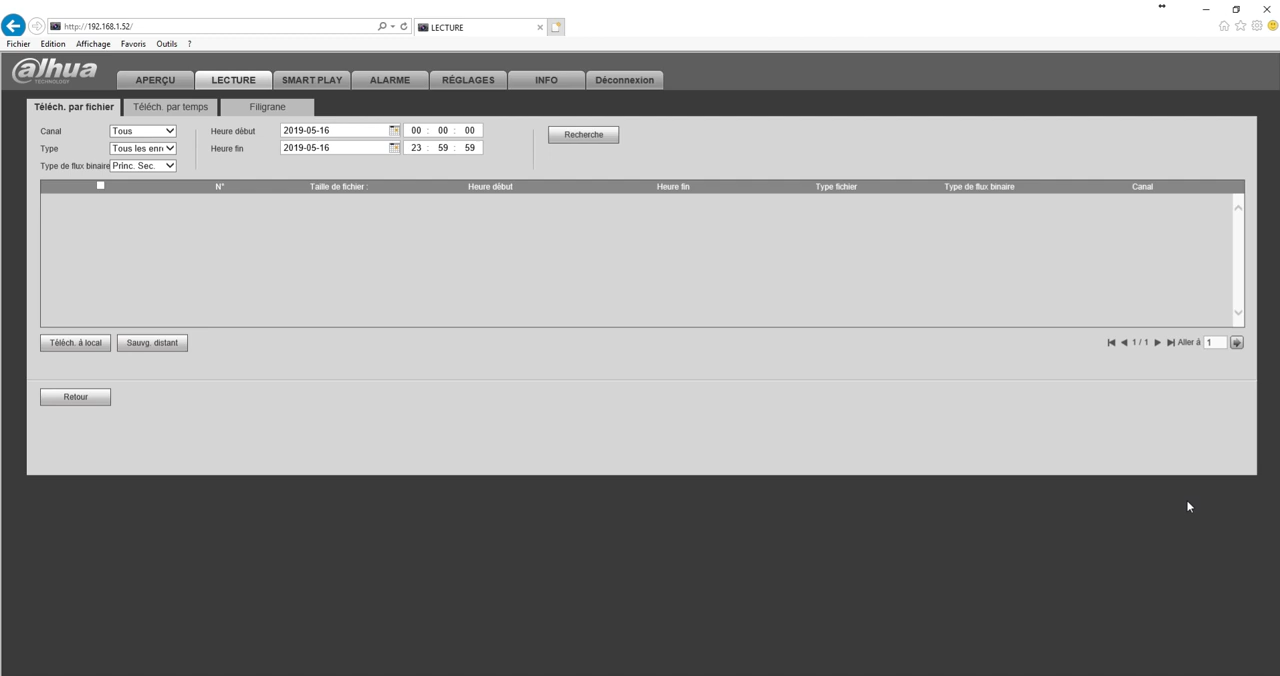 http://192.168.1.52/
LECTURE
Fichier Edition Affichage Favoris Outils ?
alhua
TECHNOLOGY
APERÇU LECTURE SMART PLAY ALARME RÉGLAGES INFO Déconnexion
Téléch. par fichier Téléch. par temps Filigrane
Canal Tous Heure début 2019-05-16 00 : 00 : 00 Recherche
Type Tous les enre Heure fin 2019-05-16 23 : 59 : 59
Type de flux binaire Princ. Sec.
N° Taille de fichier : Heure début Heure fin Type fichier Type de flux binaire Canal
Téléch. à local Sauvg. distant 1 / 1 Aller à 1
Retour